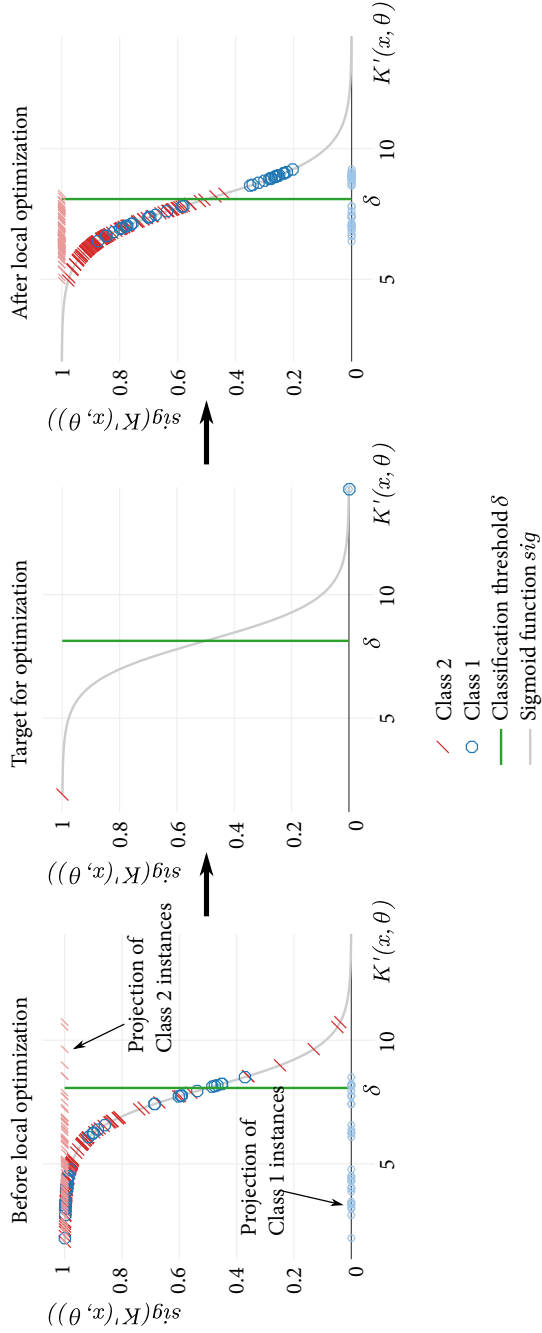 Before local optimization
sig(K'(x, θ))
1
0.8
0.6
0.4
0.2
0
5
10
δ
K'(x, θ)
Projection of
Class 2 instances
Projection of
Class 1 instances
Target for optimization
sig(K'(x, θ))
1
0.8
0.6
0.4
0.2
0
5
10
δ
K'(x, θ)
After local optimization
sig(K'(x, θ))
1
0.8
0.6
0.4
0.2
0
5
10
δ
K'(x, θ)
Class 2
Class 1
Classification threshold δ
Sigmoid function sig